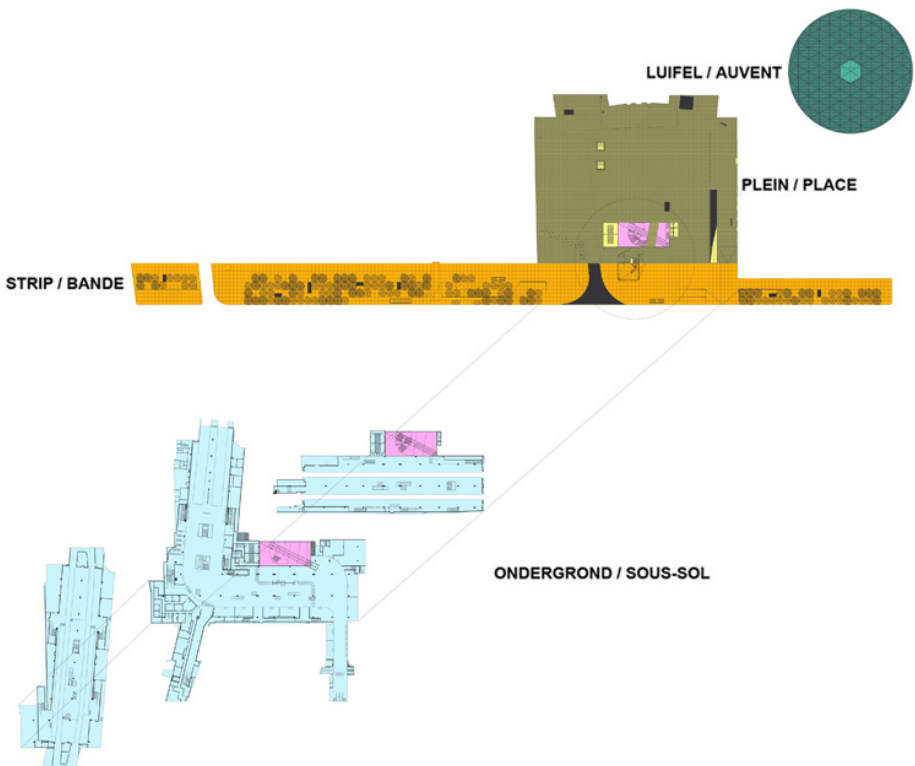 LUIFEL / AUVENT
PLEIN / PLACE
STRIP / BANDE
ONDERGROND / SOUS-SOL